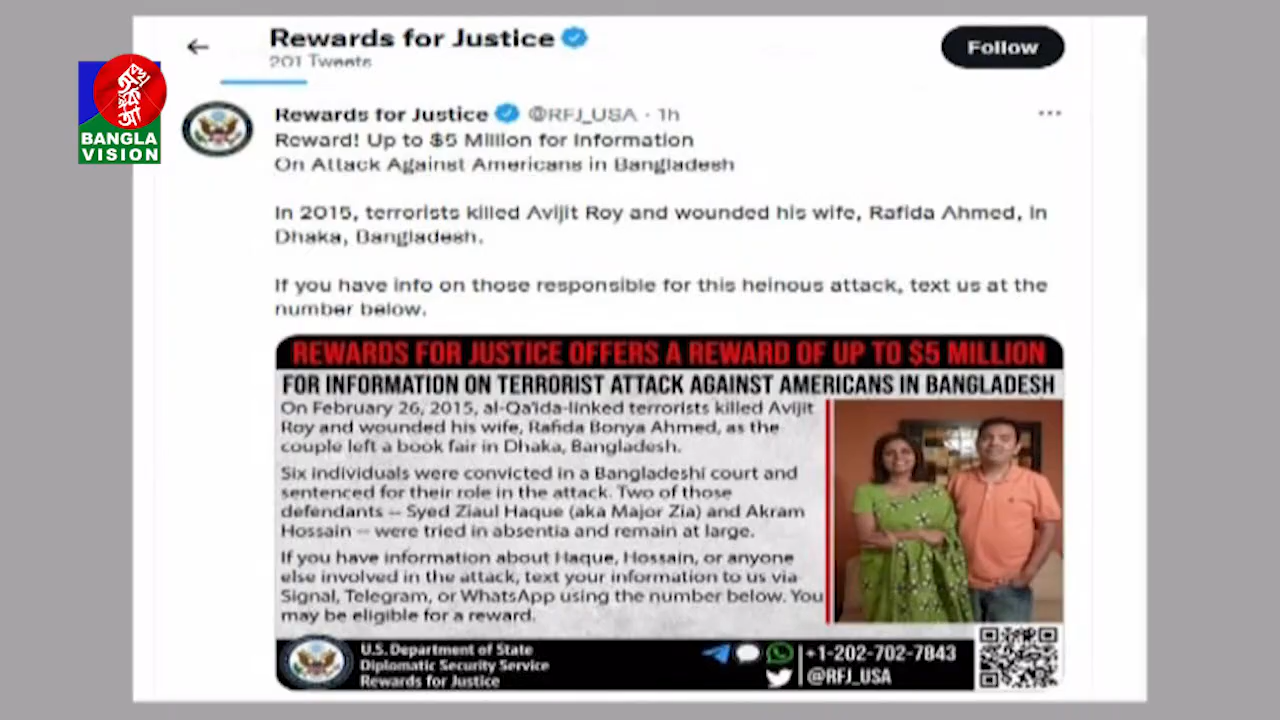 Rewards for Justice
201 Tweets
Follow
BANGLA
VISION
Rewards for Justice @RFJ_USA · 1h
Reward! Up to $5 Million for Information
On Attack Against Americans in Bangladesh
In 2015, terrorists killed Avijit Roy and wounded his wife, Rafida Ahmed, in
Dhaka, Bangladesh.
If you have info on those responsible for this heinous attack, text us at the
number below.
REWARDS FOR JUSTICE OFFERS A REWARD OF UP TO $5 MILLION
FOR INFORMATION ON TERRORIST ATTACK AGAINST AMERICANS IN BANGLADESH
On February 26, 2015, al-Qa'ida-linked terrorists killed Avijit
Roy and wounded his wife, Rafida Bonya Ahmed, as the
couple left a book fair in Dhaka, Bangladesh.
Six individuals were convicted in a Bangladeshi court and
sentenced for their role in the attack. Two of those
defendants -- Syed Ziaul Haque (aka Major Zia) and Akram
Hossain -- were tried in absentia and remain at large.
If you have information about Haque, Hossain, or anyone
else involved in the attack, text your information to us via
Signal, Telegram, or WhatsApp using the number below. You
may be eligible for a reward.
U.S. Department of State
Diplomatic Security Service
Rewards for Justice
+1-202-702-7843
@RFJ_USA